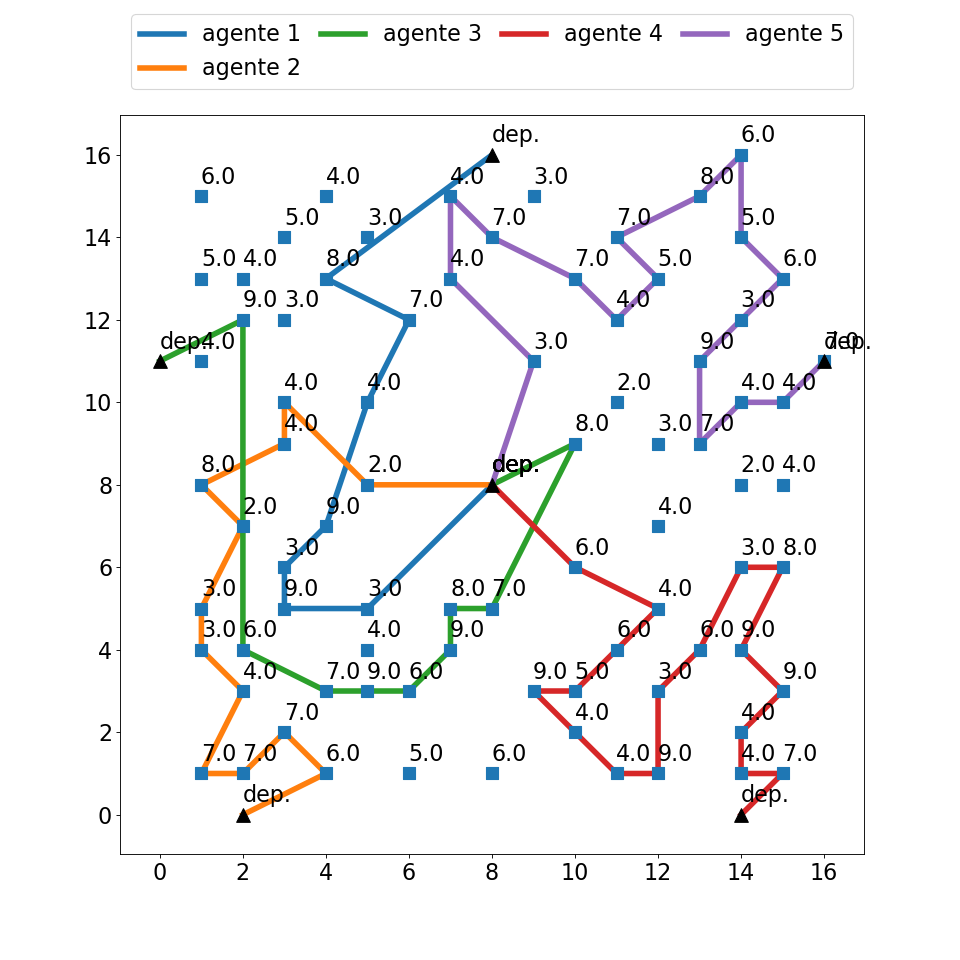 agente 1 agente 3 agente 4 agente 5
agente 2
dep. 6.0
16
6.0 4.0 4.0 3.0 8.0
5.0 3.0 7.0 7.0 5.0
14
5.0 4.0 8.0 4.0 7.0 5.0 6.0
9.0 3.0 7.0 4.0 3.0
12
dep. 4.0 3.0 9.0 7.0 dep.
4.0 4.0 2.0 4.0 4.0
10
4.0 8.0 3.0 7.0
8.0 2.0 dep. 2.0 4.0
8
2.0 9.0 4.0
3.0 6.0 3.0 8.0
6
3.0 9.0 3.0 8.0 7.0 4.0
3.0 6.0 4.0 9.0 6.0 6.0 9.0
4
4.0 7.0 9.0 6.0 9.0 5.0 3.0 9.0
7.0 4.0 4.0
2
7.0 7.0 6.0 5.0 6.0 4.0 9.0 4.0 7.0
dep. dep.
0
0 2 4 6 8 10 12 14 16